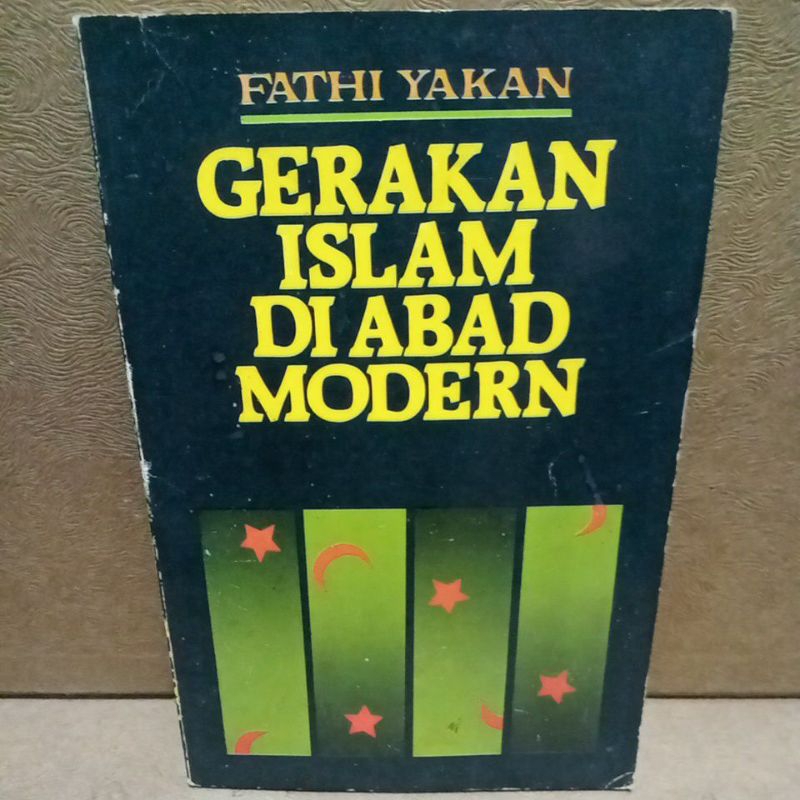 FATHI YAKAN
GERAKAN
ISLAM
DI ABAD
MODERN